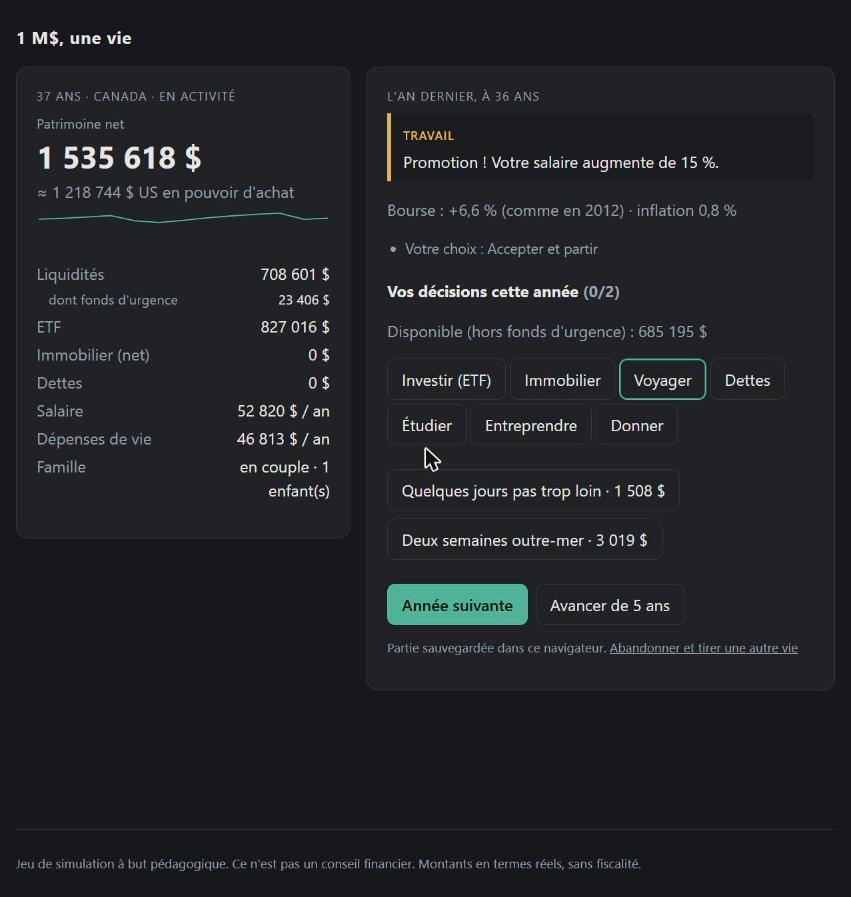 1 M$, une vie
37 ANS · CANADA · EN ACTIVITÉ
Patrimoine net
1 535 618 $
≈ 1 218 744 $ US en pouvoir d'achat
Liquidités 708 601 $
dont fonds d'urgence 23 406 $
ETF 827 016 $
Immobilier (net) 0 $
Dettes 0 $
Salaire 52 820 $ / an
Dépenses de vie 46 813 $ / an
Famille en couple · 1
enfant(s)
L'AN DERNIER, À 36 ANS
TRAVAIL
Promotion ! Votre salaire augmente de 15 %.
Bourse : +6,6 % (comme en 2012) · inflation 0,8 %
• Votre choix : Accepter et partir
Vos décisions cette année (0/2)
Disponible (hors fonds d'urgence) : 685 195 $
Investir (ETF) Immobilier Voyager Dettes
Étudier Entreprendre Donner
Quelques jours pas trop loin · 1 508 $
Deux semaines outre-mer · 3 019 $
Année suivante Avancer de 5 ans
Partie sauvegardée dans ce navigateur. Abandonner et tirer une autre vie
Jeu de simulation à but pédagogique. Ce n'est pas un conseil financier. Montants en termes réels, sans fiscalité.